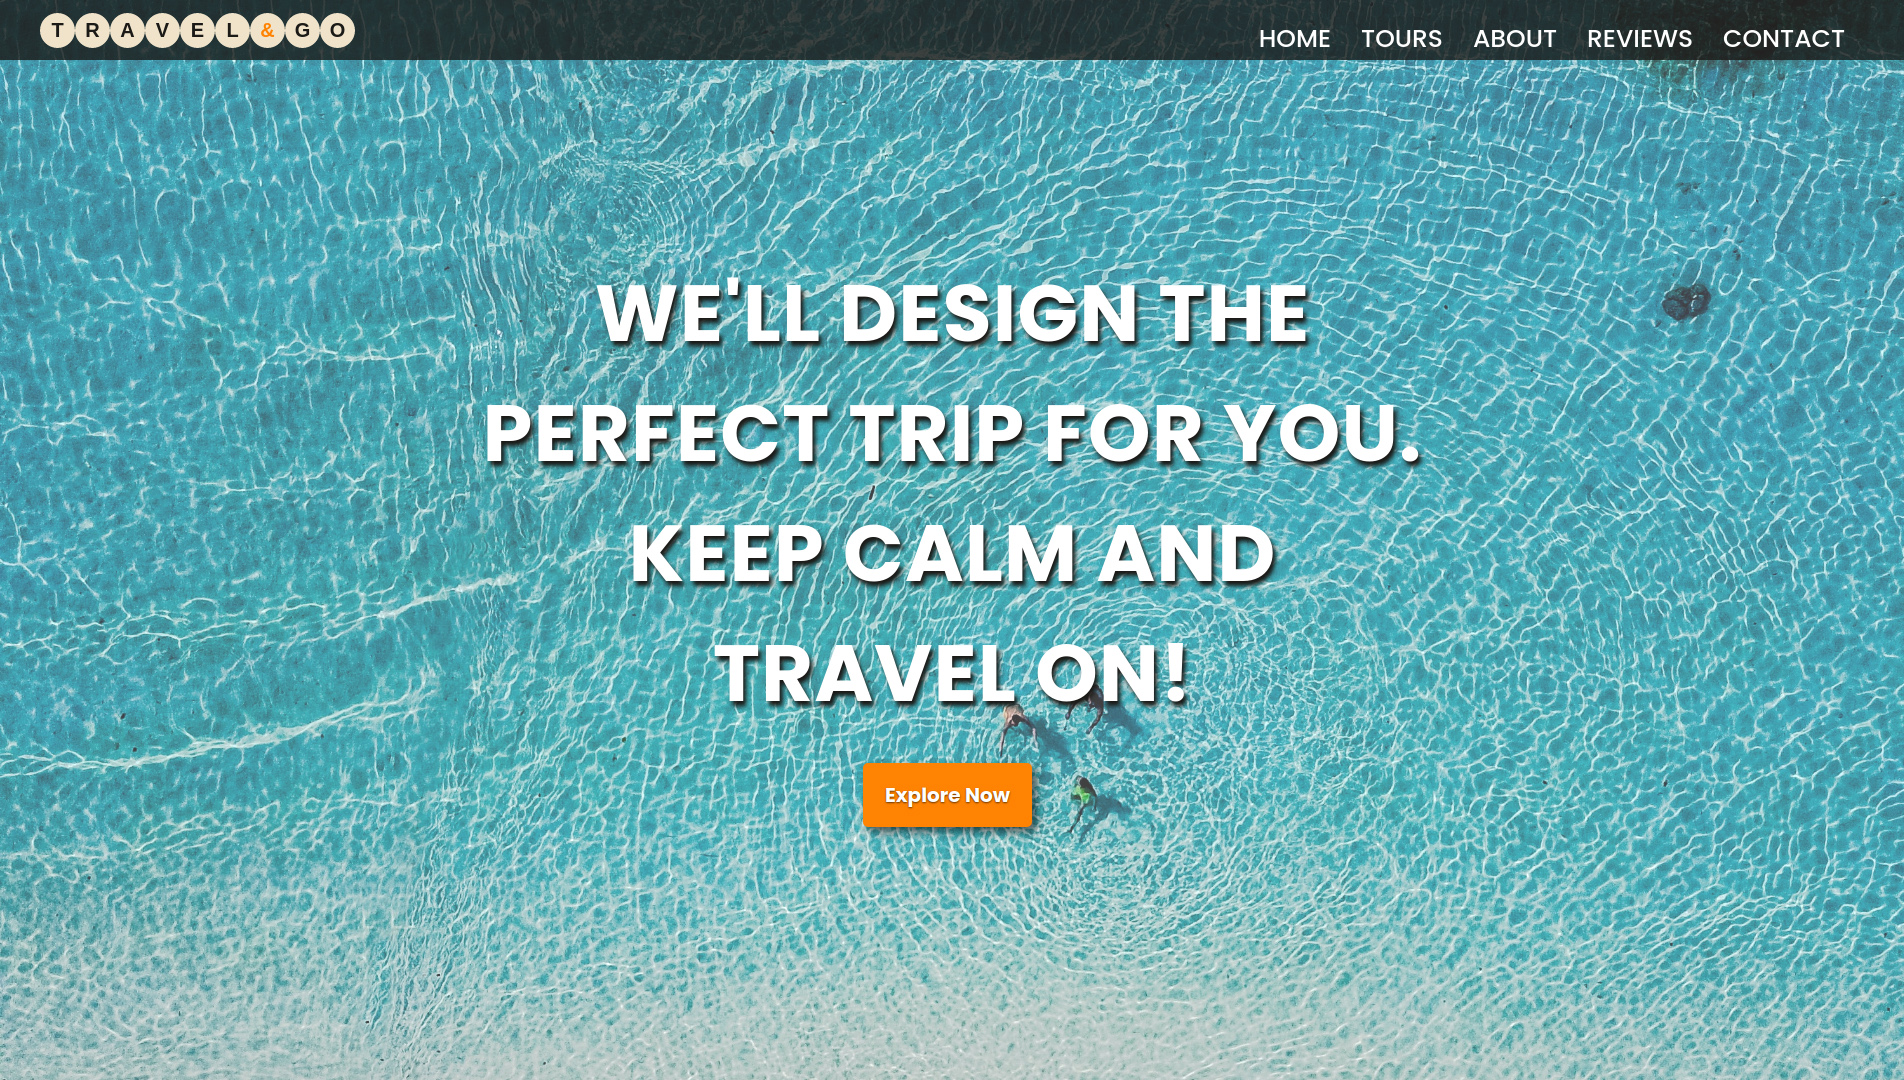 TRAVEL&GO
HOME TOURS ABOUT REVIEWS CONTACT
WE'LL DESIGN THE
PERFECT TRIP FOR YOU.
KEEP CALM AND
TRAVEL ON!
Explore Now